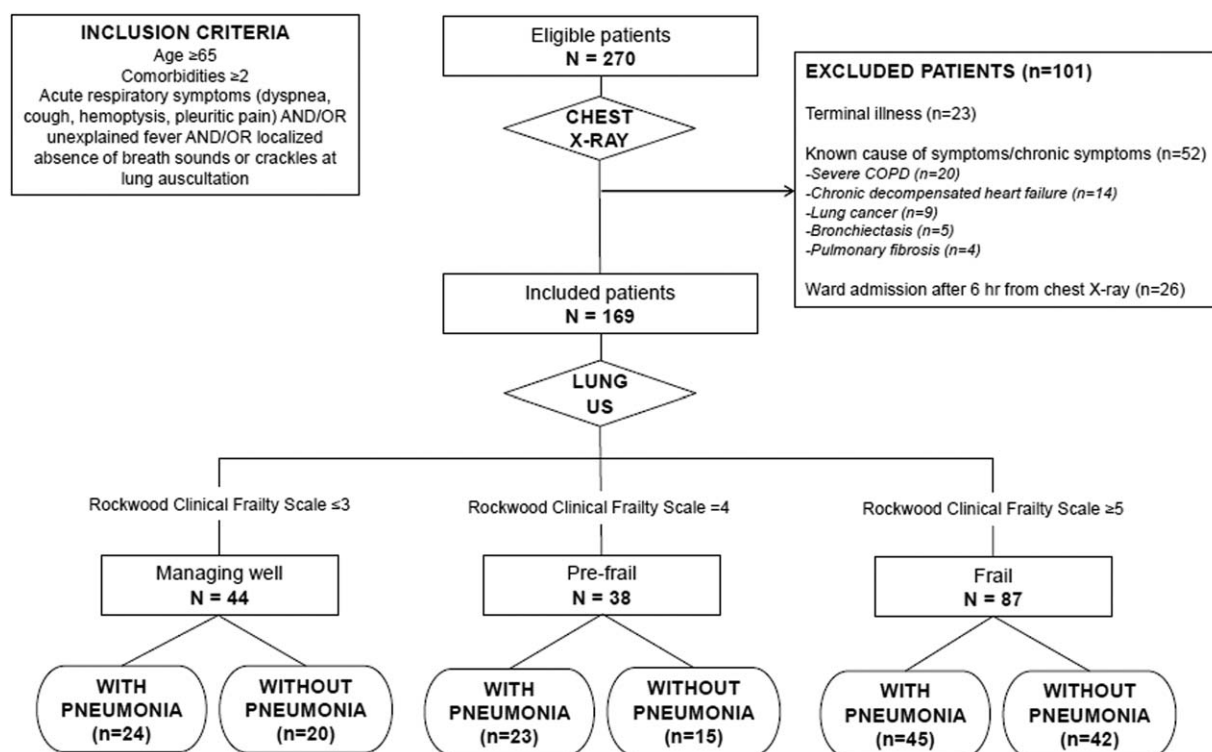 INCLUSION CRITERIA
Age ≥65
Comorbidities ≥2
Acute respiratory symptoms (dyspnea,
cough, hemoptysis, pleuritic pain) AND/OR
unexplained fever AND/OR localized
absence of breath sounds or crackles at
lung auscultation
Eligible patients
N = 270
CHEST
X-RAY
EXCLUDED PATIENTS (n=101)
Terminal illness (n=23)
Known cause of symptoms/chronic symptoms (n=52)
-Severe COPD (n=20)
-Chronic decompensated heart failure (n=14)
-Lung cancer (n=9)
-Bronchiectasis (n=5)
-Pulmonary fibrosis (n=4)
Ward admission after 6 hr from chest X-ray (n=26)
Included patients
N = 169
LUNG
US
Rockwood Clinical Frailty Scale ≤3
Rockwood Clinical Frailty Scale =4
Rockwood Clinical Frailty Scale ≥5
Managing well
N = 44
Pre-frail
N = 38
Frail
N = 87
WITH
PNEUMONIA
(n=24)
WITHOUT
PNEUMONIA
(n=20)
WITH
PNEUMONIA
(n=23)
WITHOUT
PNEUMONIA
(n=15)
WITH
PNEUMONIA
(n=45)
WITHOUT
PNEUMONIA
(n=42)